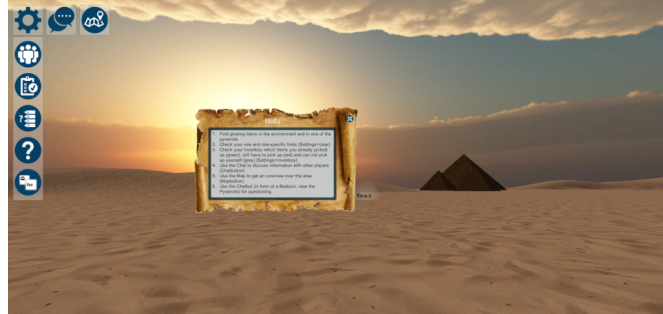 Hints
1. Find glowing items in the environment and in one of the
pyramids.
2. Check your role and role-specific hints (Settings->User)
3. Check your inventory which items you already picked
up (green), still have to pick up (red) and can not pick
up yourself (grey) (Settings->Inventory)
4. Use the Chat to discuss information with other players
(Chatbutton)
5. Use the Map to get an overview over the area
(Mapbutton)
6. Use the Chatbot (in form of a Bedouin, near the
Pyramids) for questioning.